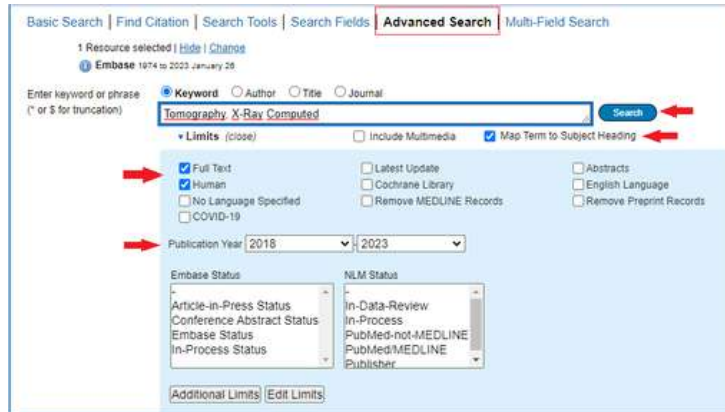 Basic Search | Find Citation | Search Tools | Search Fields | Advanced Search | Multi-Field Search
1 Resource selected | Hide | Change
Embase 1974 to 2023 January 26
Enter keyword or phrase
(* or $ for truncation)
Keyword Author Title Journal
Tomography, X-Ray Computed
Search
Limits (close) Include Multimedia Map Term to Subject Heading
Full Text Latest Update Abstracts
Human Cochrane Library English Language
No Language Specified Remove MEDLINE Records Remove Preprint Records
COVID-19
Publication Year 2018 - 2023
Embase Status NLM Status
- -
Article-in-Press Status In-Data-Review
Conference Abstract Status In-Process
Embase Status PubMed-not-MEDLINE
In-Process Status PubMed/MEDLINE
Publisher
Additional Limits Edit Limits